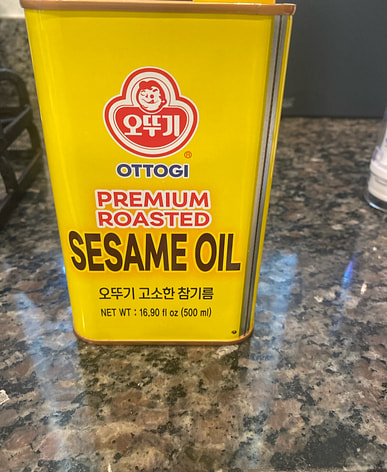 오뚜기
®
OTTOGI
PREMIUM
ROASTED
SESAME OIL
오뚜기 고소한 참기름
NET WT : 16.90 fl oz (500 ml)